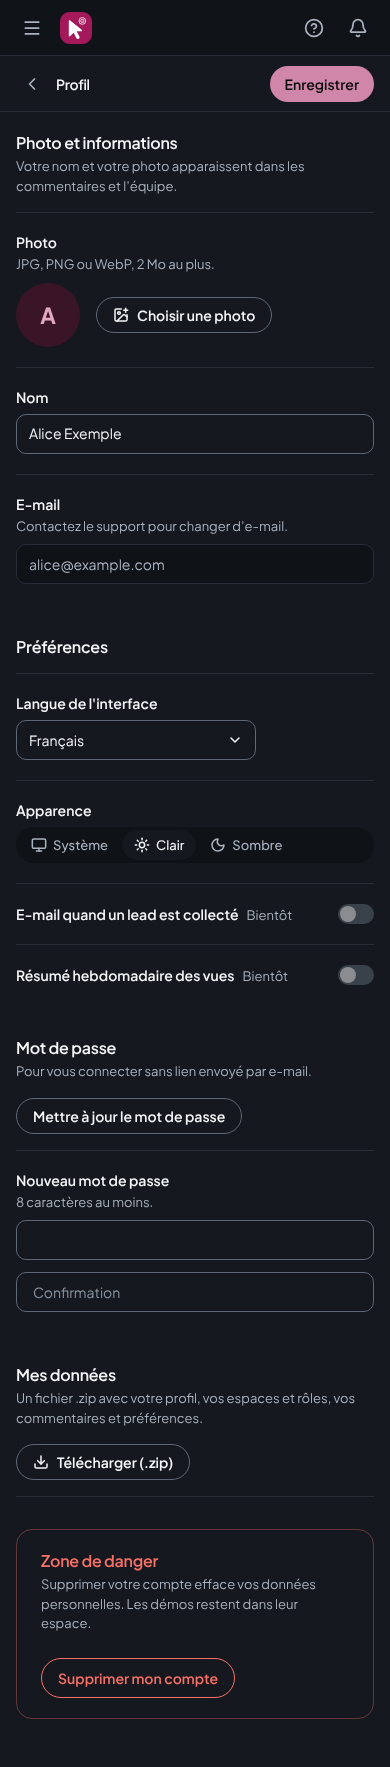 Profil
Enregistrer
Photo et informations
Votre nom et votre photo apparaissent dans les
commentaires et l’équipe.
Photo
JPG, PNG ou WebP, 2 Mo au plus.
A
Choisir une photo
Nom
Alice Exemple
E-mail
Contactez le support pour changer d’e-mail.
alice@example.com
Préférences
Langue de l'interface
Français
Apparence
Système
Clair
Sombre
E-mail quand un lead est collecté Bientôt
Résumé hebdomadaire des vues Bientôt
Mot de passe
Pour vous connecter sans lien envoyé par e-mail.
Mettre à jour le mot de passe
Nouveau mot de passe
8 caractères au moins.
Confirmation
Mes données
Un fichier .zip avec votre profil, vos espaces et rôles, vos
commentaires et préférences.
Télécharger (.zip)
Zone de danger
Supprimer votre compte efface vos données
personnelles. Les démos restent dans leur
espace.
Supprimer mon compte